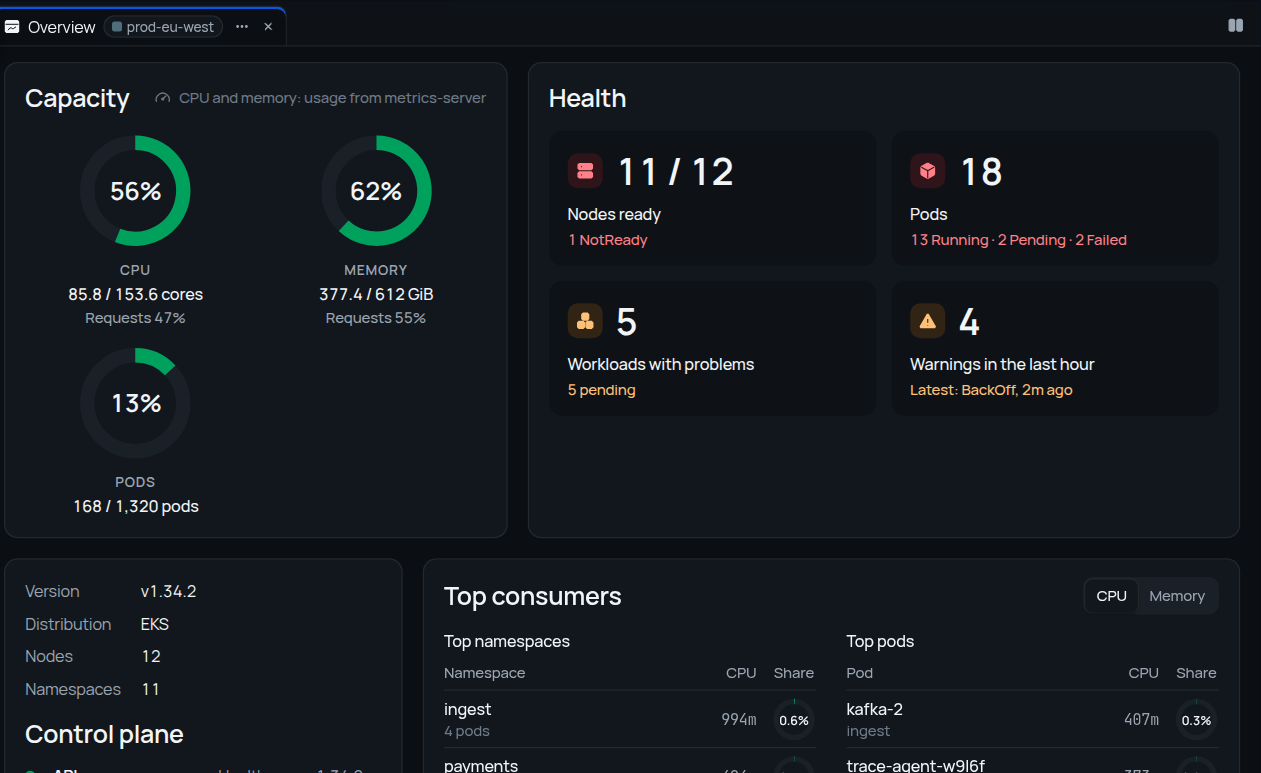 Overview prod-eu-west
Capacity CPU and memory: usage from metrics-server
56%
CPU
85.8 / 153.6 cores
Requests 47%
62%
MEMORY
377.4 / 612 GiB
Requests 55%
13%
PODS
168 / 1,320 pods
Health
11 / 12
Nodes ready
1 NotReady
18
Pods
13 Running · 2 Pending · 2 Failed
5
Workloads with problems
5 pending
4
Warnings in the last hour
Latest: BackOff, 2m ago
Version v1.34.2
Distribution EKS
Nodes 12
Namespaces 11
Control plane
Top consumers
CPU Memory
Top namespaces
Namespace CPU Share
ingest 994m 0.6%
4 pods
payments
Top pods
Pod CPU Share
kafka-2 407m 0.3%
ingest
trace-agent-w9l6f